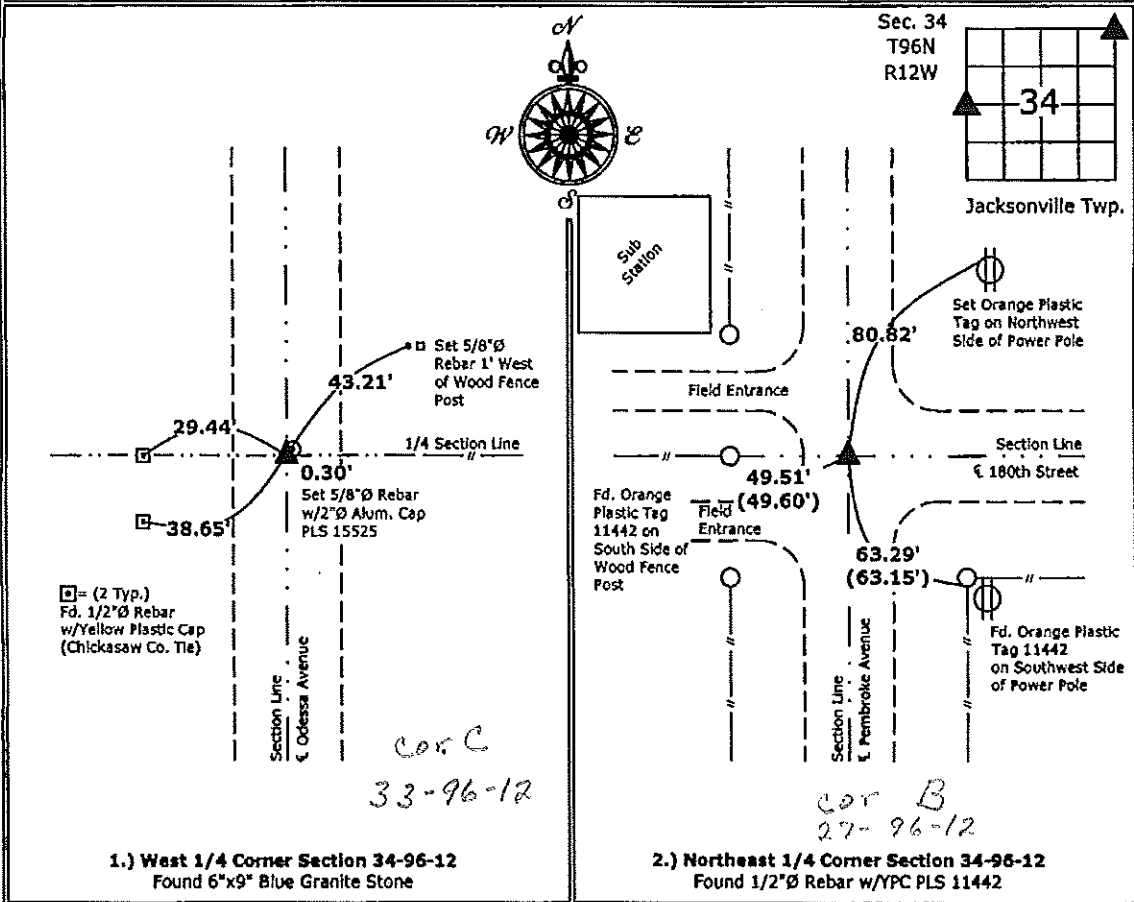 N
W
E
S
Sec. 34
T96N
R12W
34
Jacksonville Twp.
Set 5/8"Ø
Rebar 1' West
of Wood Fence
Post
43.21'
29.44'
1/4 Section Line
0.30'
Set 5/8"Ø Rebar
w/2"Ø Alum. Cap
PLS 15525
38.65'
= (2 Typ.)
Fd. 1/2"Ø Rebar
w/Yellow Plastic Cap
(Chickasaw Co. Tie)
Section Line
℄ Odessa Avenue
cor C
33-96-12
1.) West 1/4 Corner Section 34-96-12
Found 6"x9" Blue Granite Stone
Sub
Station
Set Orange Plastic
Tag on Northwest
Side of Power Pole
80.82'
Field Entrance
Section Line
℄ 180th Street
49.51'
(49.60')
Fd. Orange
Plastic Tag
11442 on
South Side of
Wood Fence
Post
Field
Entrance
63.29'
(63.15')
Fd. Orange Plastic
Tag 11442
on Southwest Side
of Power Pole
Section Line
℄ Pembroke Avenue
cor B
27-96-12
2.) Northeast 1/4 Corner Section 34-96-12
Found 1/2"Ø Rebar w/YPC PLS 11442